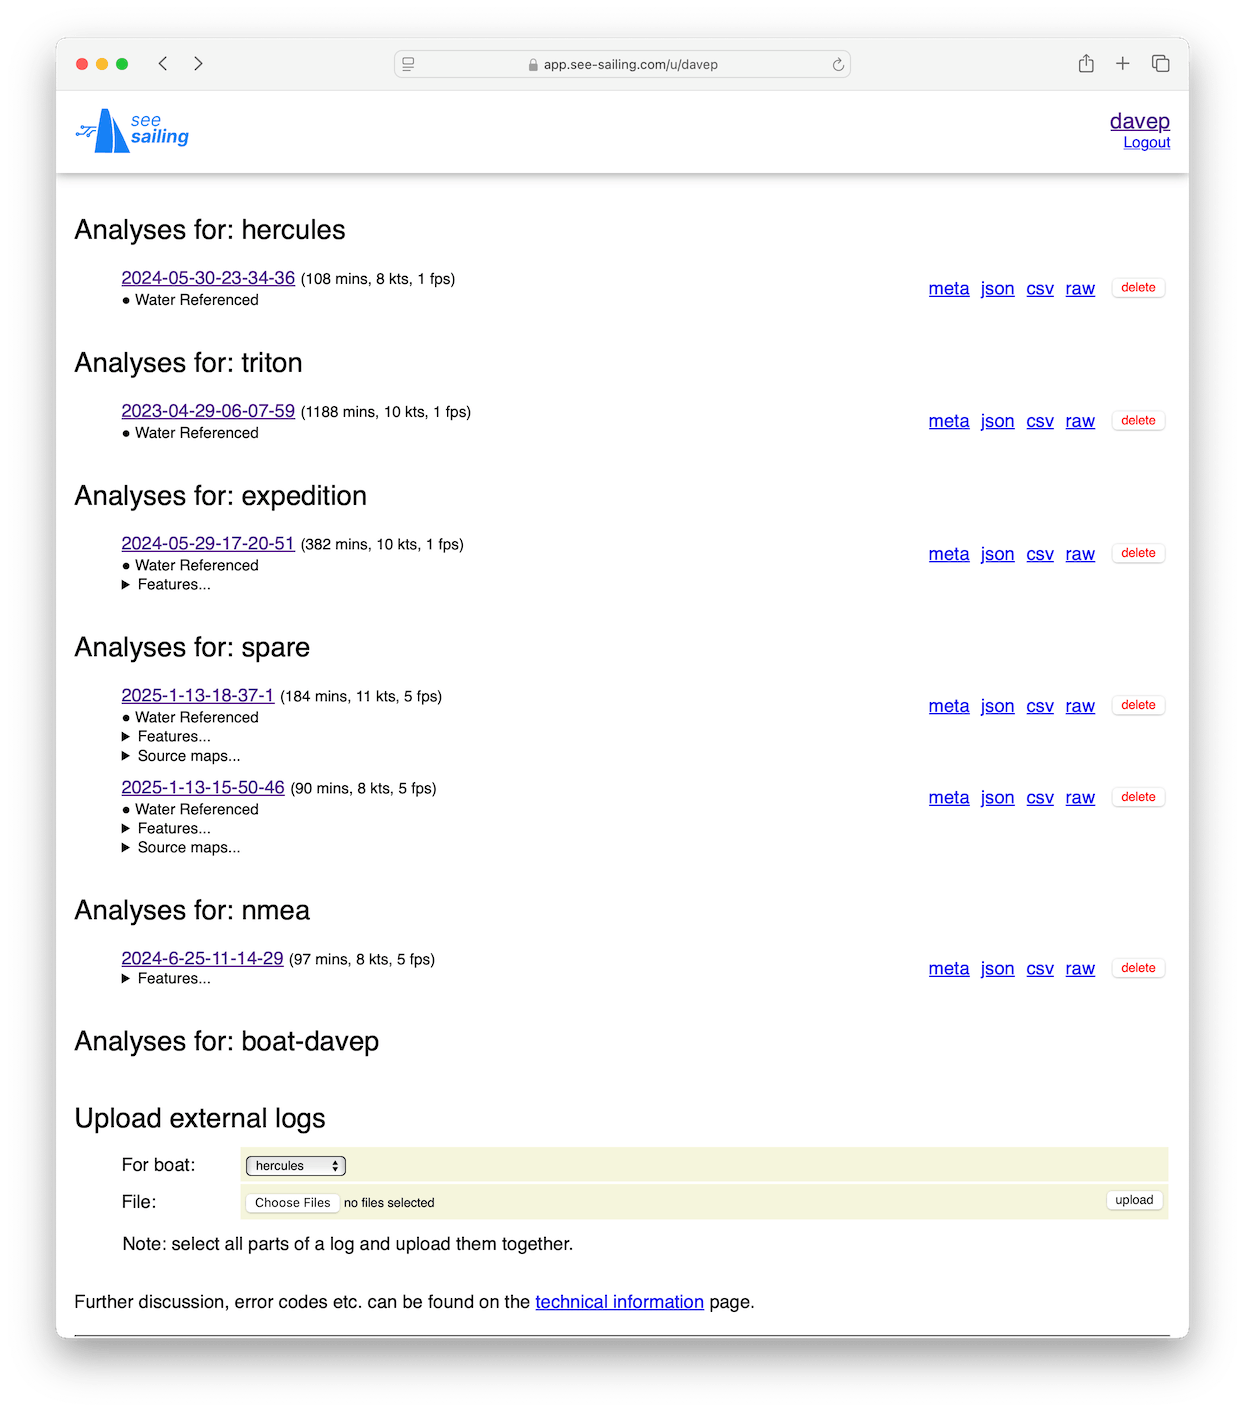 app.see-sailing.com/u/davep
see
sailing
davep
Logout
Analyses for: hercules
2024-05-30-23-34-36 (108 mins, 8 kts, 1 fps)
• Water Referenced
meta json csv raw delete
Analyses for: triton
2023-04-29-06-07-59 (1188 mins, 10 kts, 1 fps)
• Water Referenced
meta json csv raw delete
Analyses for: expedition
2024-05-29-17-20-51 (382 mins, 10 kts, 1 fps)
• Water Referenced
▶ Features...
meta json csv raw delete
Analyses for: spare
2025-1-13-18-37-1 (184 mins, 11 kts, 5 fps)
• Water Referenced
▶ Features...
▶ Source maps...
meta json csv raw delete
2025-1-13-15-50-46 (90 mins, 8 kts, 5 fps)
• Water Referenced
▶ Features...
▶ Source maps...
meta json csv raw delete
Analyses for: nmea
2024-6-25-11-14-29 (97 mins, 8 kts, 5 fps)
▶ Features...
meta json csv raw delete
Analyses for: boat-davep
Upload external logs
For boat: hercules
File: Choose Files no files selected upload
Note: select all parts of a log and upload them together.
Further discussion, error codes etc. can be found on the technical information page.